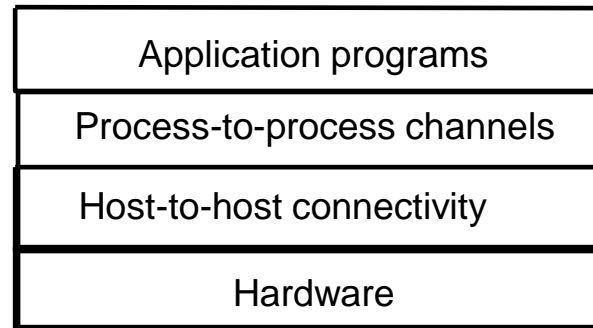 Application programs
Process-to-process channels
Host-to-host connectivity
Hardware